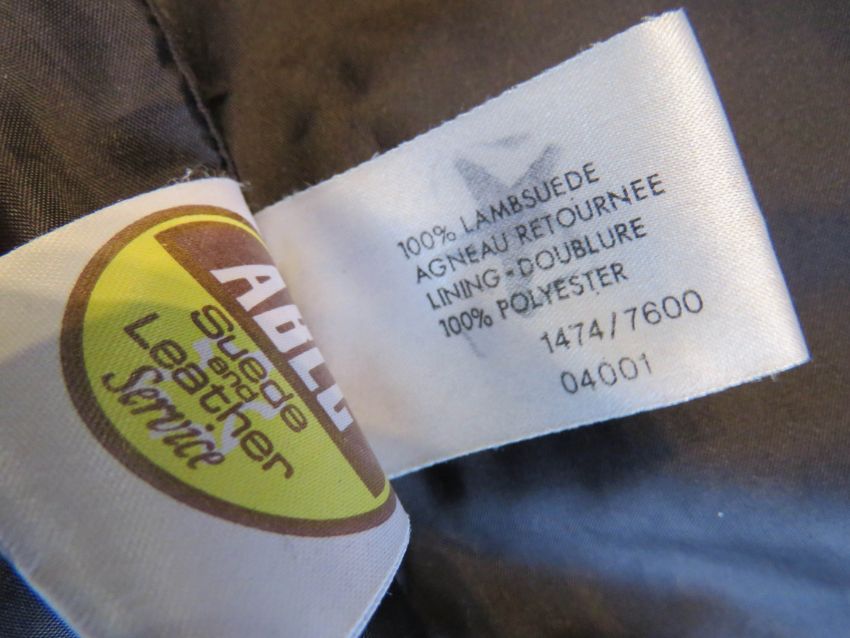 ABLE
Suede
and
Leather
Service
100% LAMBSUEDE
AGNEAU RETOURNEE
LINING-DOUBLURE
100% POLYESTER
1474/7600
04001